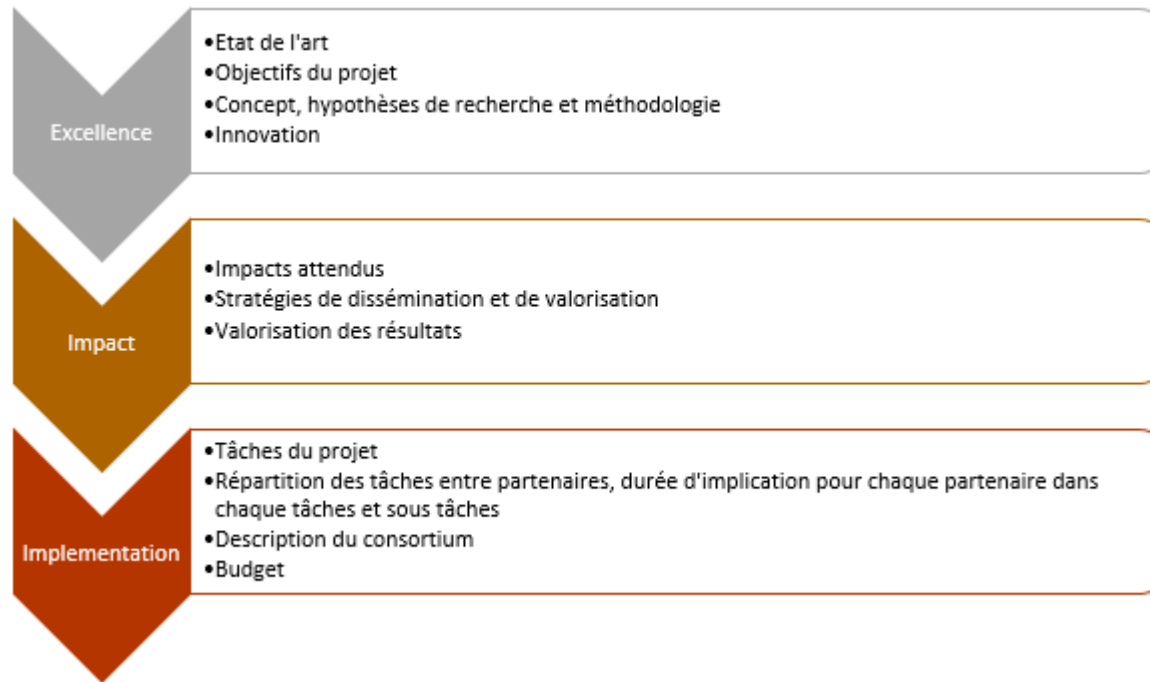 Excellence
•Etat de l'art
•Objectifs du projet
•Concept, hypothèses de recherche et méthodologie
•Innovation
Impact
•Impacts attendus
•Stratégies de dissémination et de valorisation
•Valorisation des résultats
Implementation
•Tâches du projet
•Répartition des tâches entre partenaires, durée d'implication pour chaque partenaire dans
chaque tâches et sous tâches
•Description du consortium
•Budget